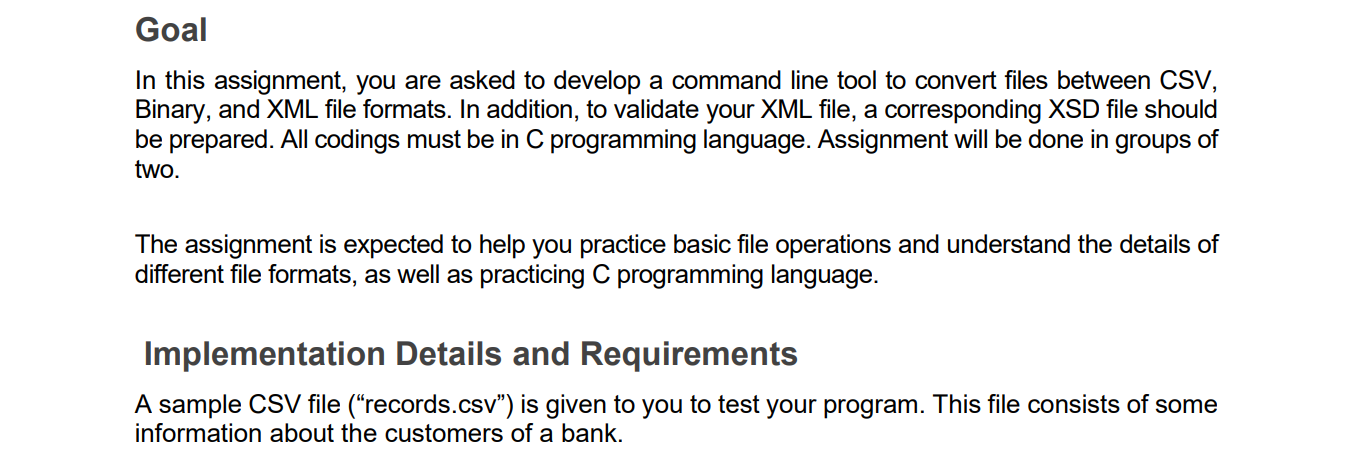 Goal
In this assignment, you are asked to develop a command line tool to convert files between CSV,
Binary, and XML file formats. In addition, to validate your XML file, a corresponding XSD file should
be prepared. All codings must be in C programming language. Assignment will be done in groups of
two.
The assignment is expected to help you practice basic file operations and understand the details of
different file formats, as well as practicing C programming language.
Implementation Details and Requirements
A sample CSV file (“records.csv”) is given to you to test your program. This file consists of some
information about the customers of a bank.